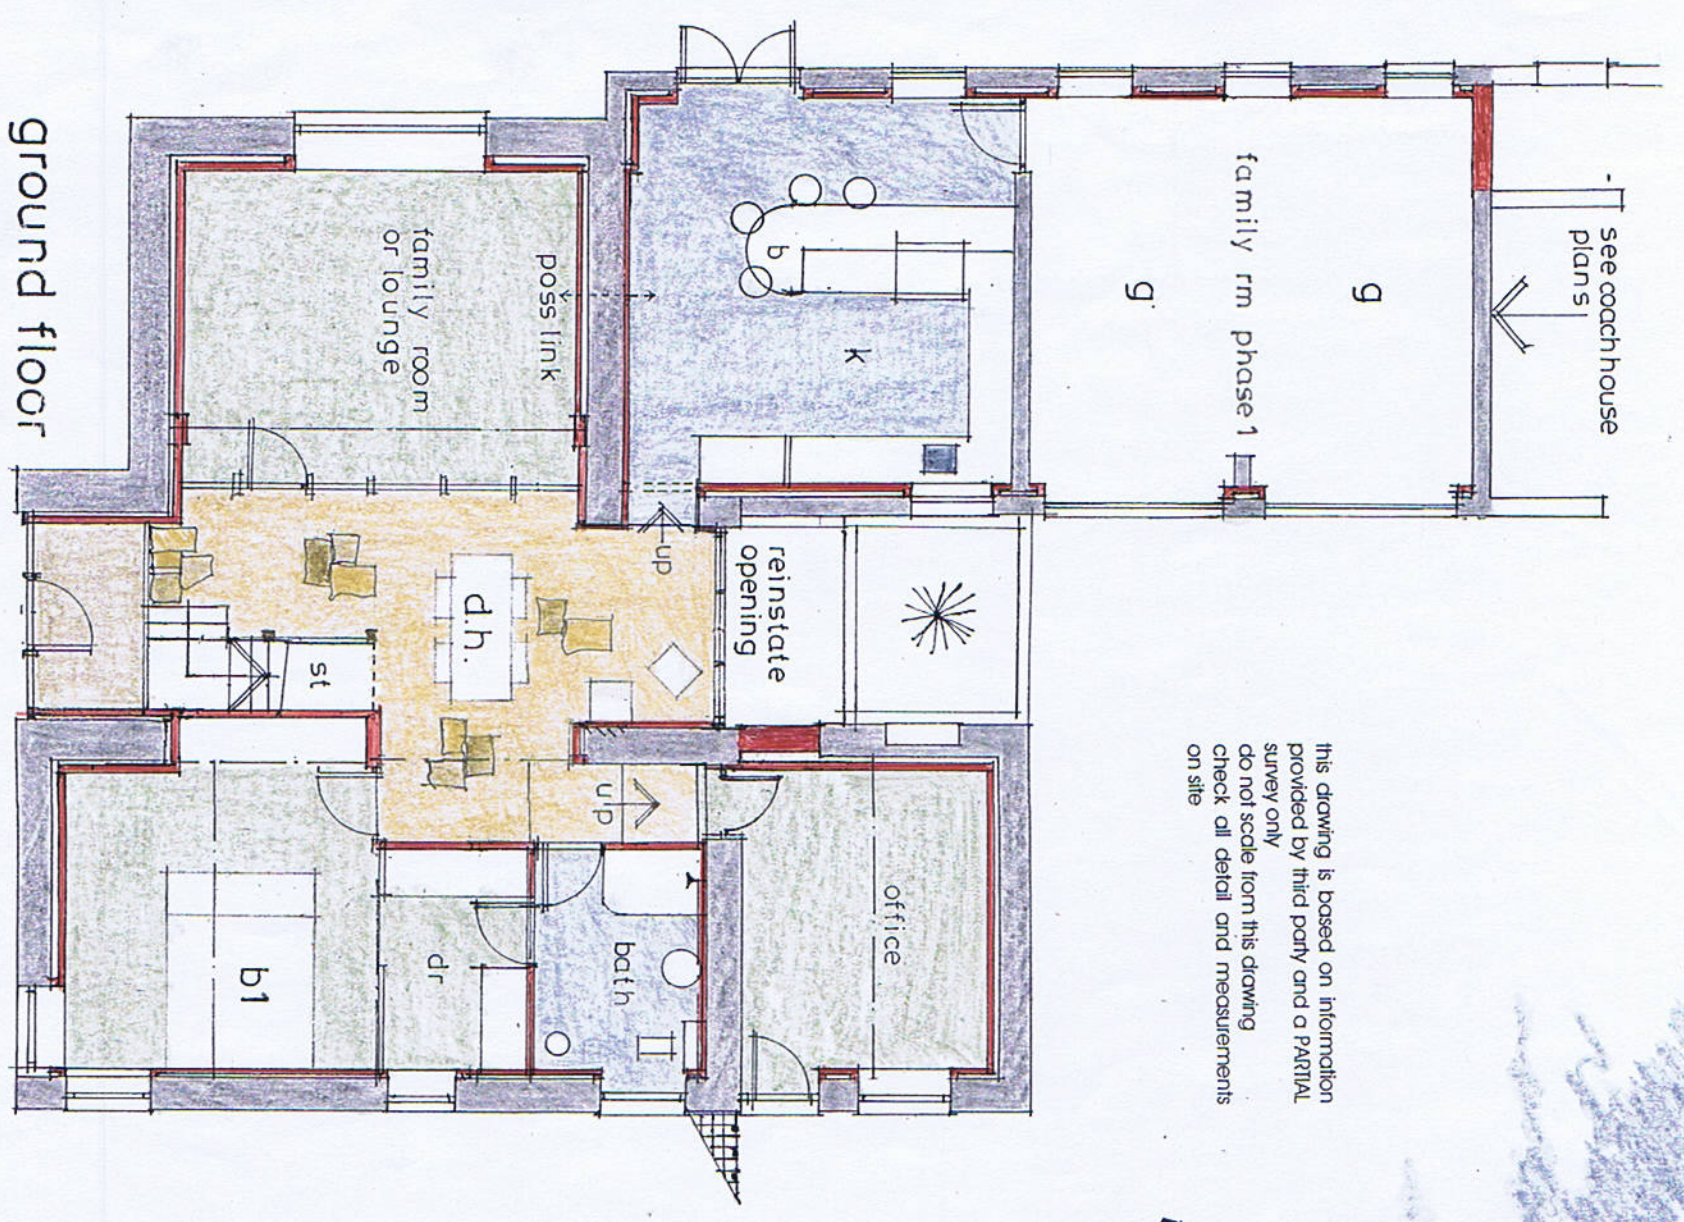 see coach house
plans
family rm phase 1
g
g
this drawing is based on information
provided by third party and a PARTIAL
survey only
do not scale from this drawing
check all detail and measurements
on site
k
b
reinstate
opening
poss link
up
office
family room
or lounge
d.h.
up
bath
st
dr
b1
ground floor